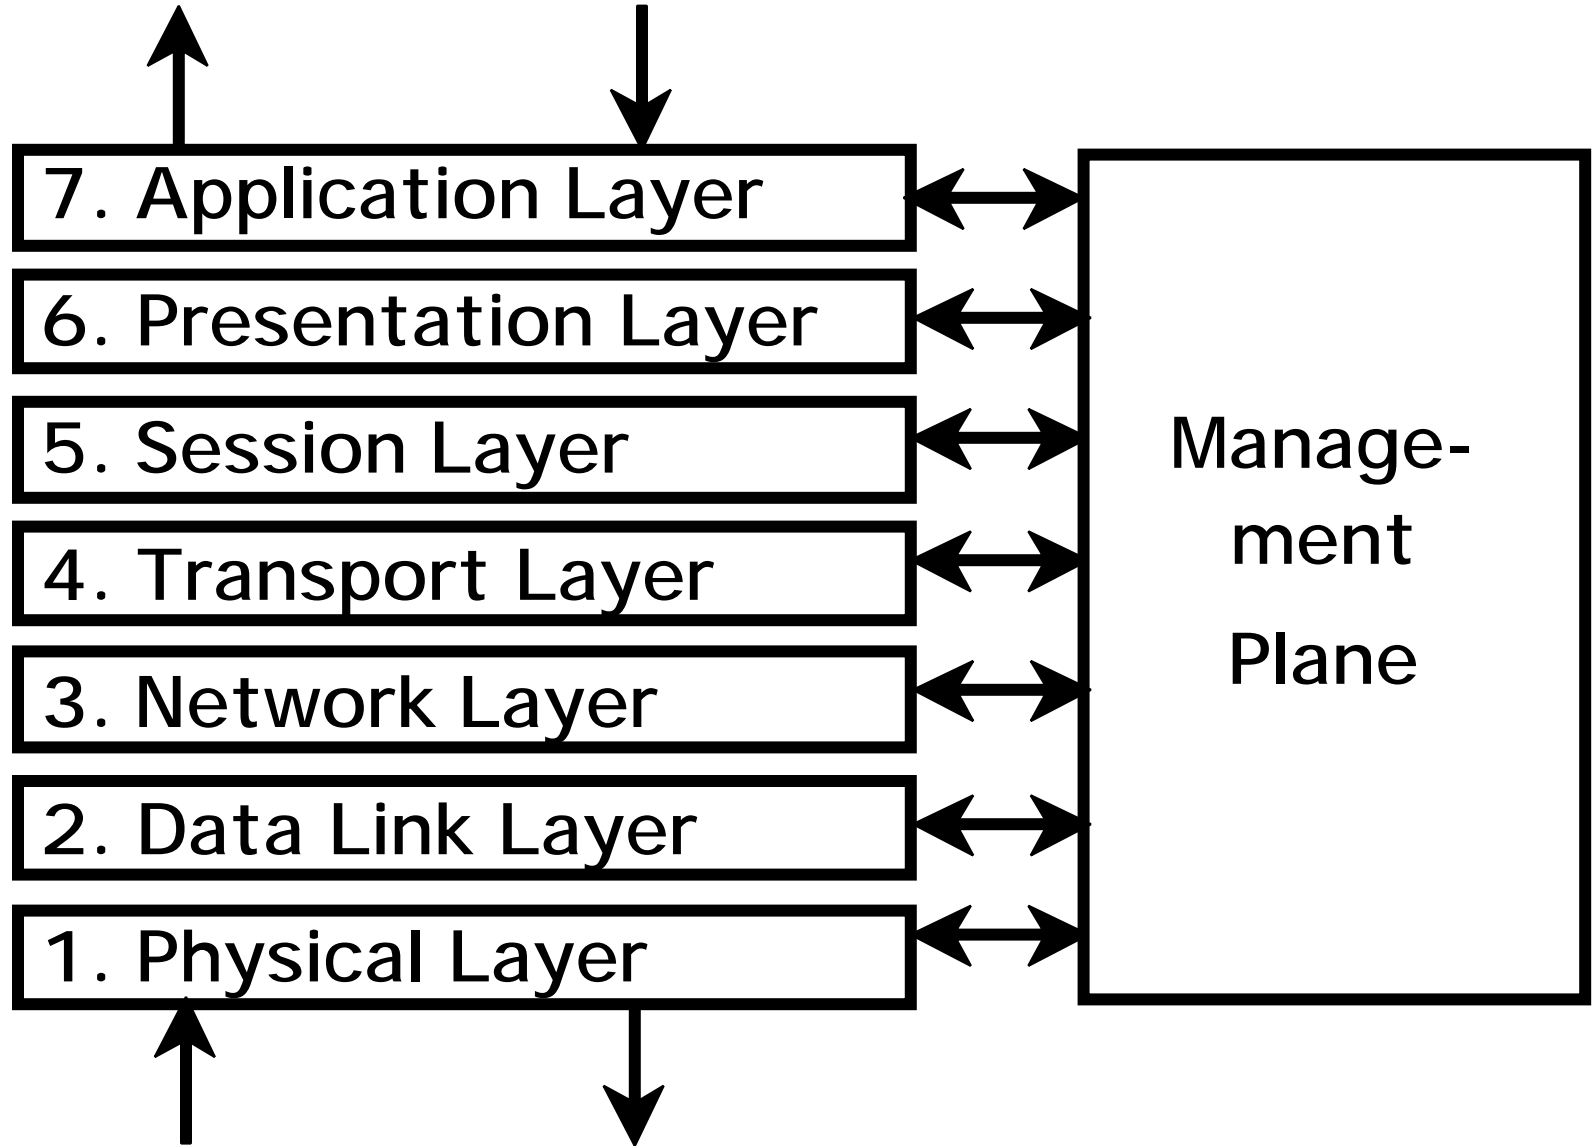 7. Application Layer
6. Presentation Layer
5. Session Layer
4. Transport Layer
3. Network Layer
2. Data Link Layer
1. Physical Layer
Manage-
ment
Plane